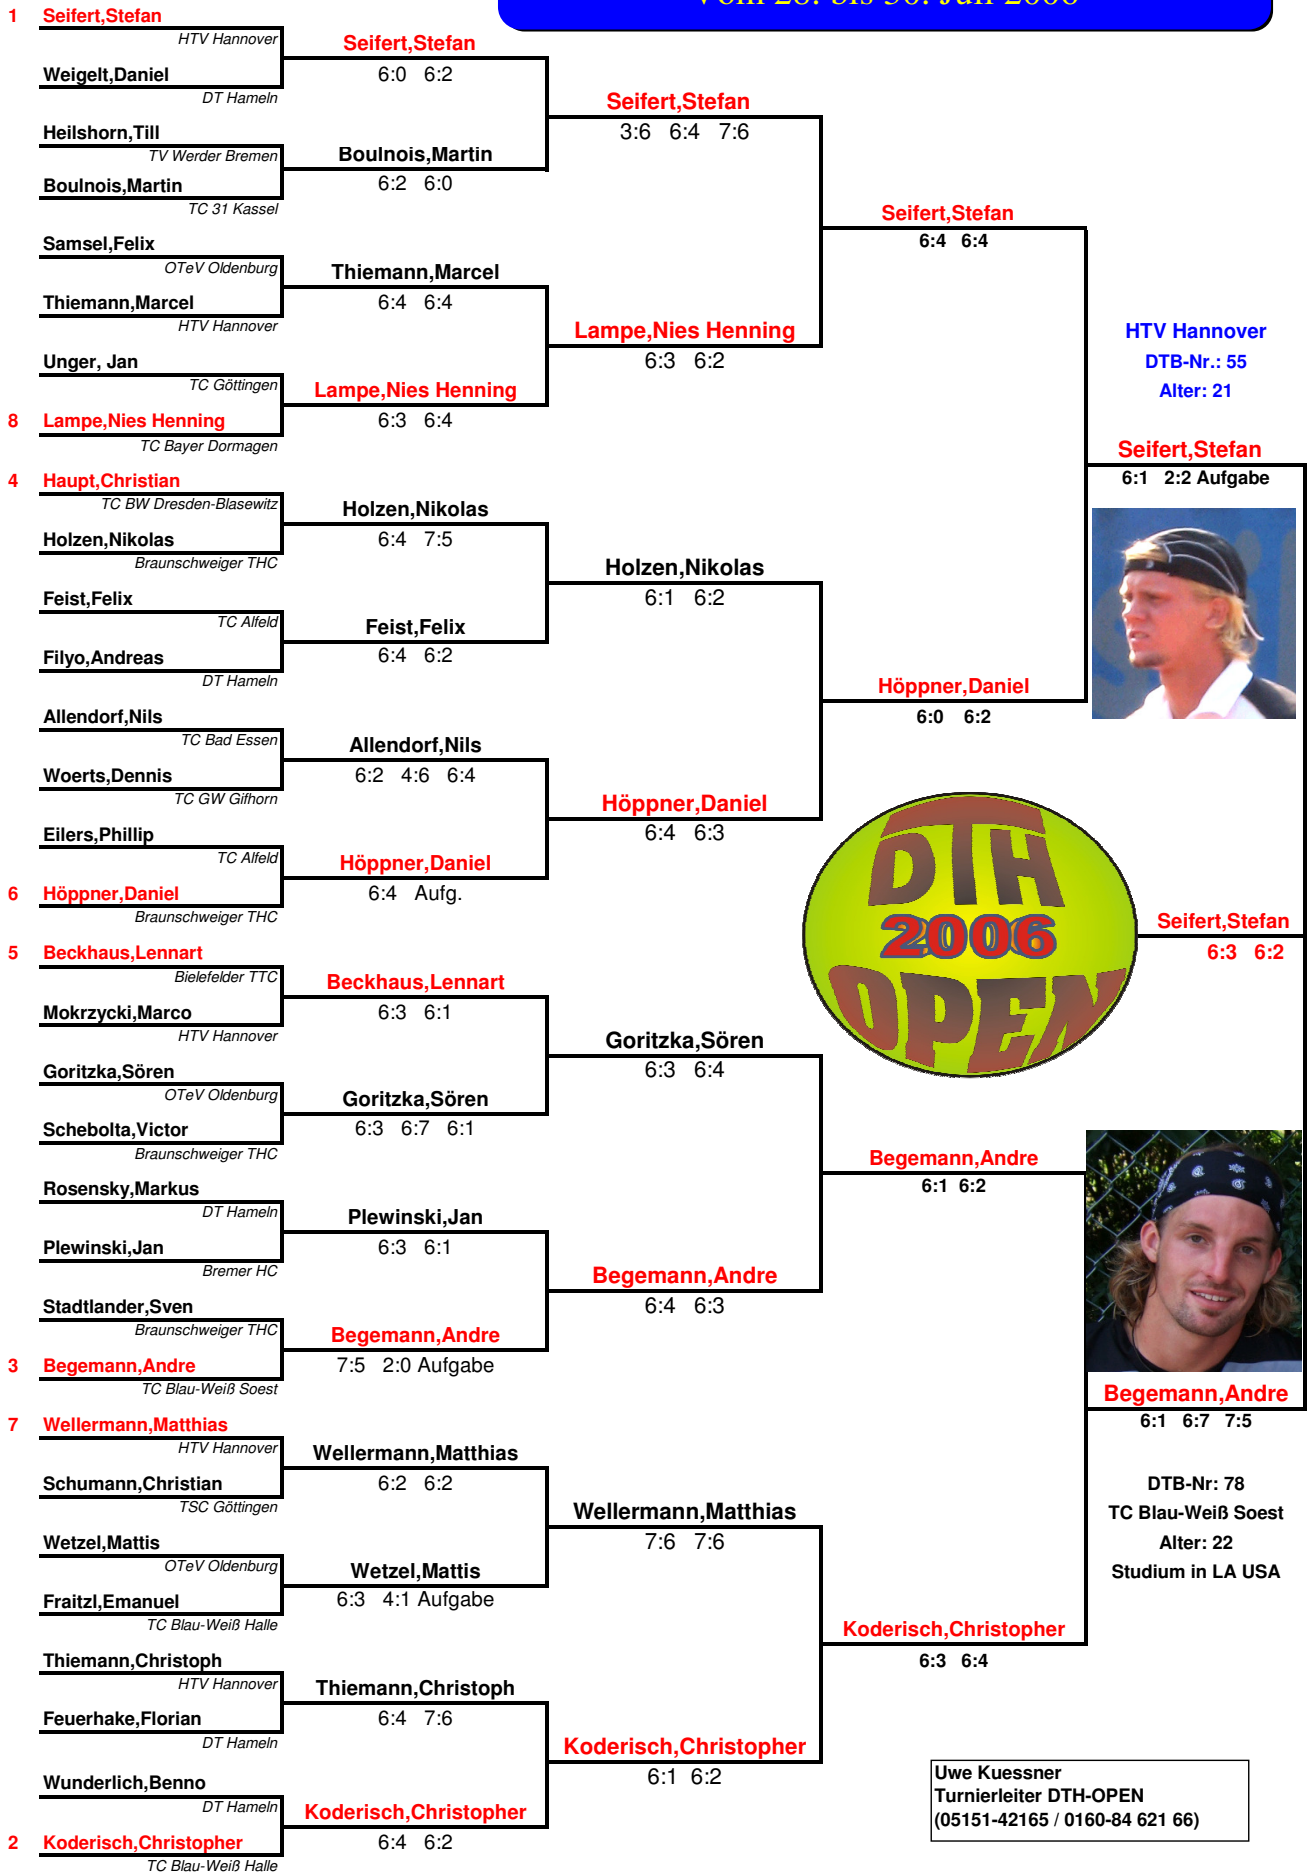 Vom 28. bis 30. Juli 2006
1 Seifert,Stefan
HTV Hannover
Weigelt,Daniel
DT Hameln
Heilshorn,Till
TV Werder Bremen
Boulnois,Martin
TC 31 Kassel
Samsel,Felix
OTeV Oldenburg
Thiemann,Marcel
HTV Hannover
Unger, Jan
TC Göttingen
8 Lampe,Nies Henning
TC Bayer Dormagen
4 Haupt,Christian
TC BW Dresden-Blasewitz
Holzen,Nikolas
Braunschweiger THC
Feist,Felix
TC Alfeld
Filyo,Andreas
DT Hameln
Allendorf,Nils
TC Bad Essen
Woerts,Dennis
TC GW Gifhorn
Eilers,Phillip
TC Alfeld
6 Höppner,Daniel
Braunschweiger THC
5 Beckhaus,Lennart
Bielefelder TTC
Mokrzycki,Marco
HTV Hannover
Goritzka,Sören
OTeV Oldenburg
Schebolta,Victor
Braunschweiger THC
Rosensky,Markus
DT Hameln
Plewinski,Jan
Bremer HC
Stadtlander,Sven
Braunschweiger THC
3 Begemann,Andre
TC Blau-Weiß Soest
7 Wellermann,Matthias
HTV Hannover
Schumann,Christian
TSC Göttingen
Wetzel,Mattis
OTeV Oldenburg
Fraitzl,Emanuel
TC Blau-Weiß Halle
Thiemann,Christoph
HTV Hannover
Feuerhake,Florian
DT Hameln
Wunderlich,Benno
DT Hameln
2 Koderisch,Christopher
TC Blau-Weiß Halle
Seifert,Stefan
6:0 6:2
Boulnois,Martin
6:2 6:0
Thiemann,Marcel
6:4 6:4
Lampe,Nies Henning
6:3 6:4
Holzen,Nikolas
6:4 7:5
Feist,Felix
6:4 6:2
Allendorf,Nils
6:2 4:6 6:4
Höppner,Daniel
6:4 Aufg.
Beckhaus,Lennart
6:3 6:1
Goritzka,Sören
6:3 6:7 6:1
Plewinski,Jan
6:3 6:1
Begemann,Andre
7:5 2:0 Aufgabe
Wellermann,Matthias
6:2 6:2
Wetzel,Mattis
6:3 4:1 Aufgabe
Thiemann,Christoph
6:4 7:6
Koderisch,Christopher
6:4 6:2
Seifert,Stefan
3:6 6:4 7:6
Lampe,Nies Henning
6:3 6:2
Holzen,Nikolas
6:1 6:2
Höppner,Daniel
6:4 6:3
Goritzka,Sören
6:3 6:4
Begemann,Andre
6:4 6:3
Wellermann,Matthias
7:6 7:6
Koderisch,Christopher
6:1 6:2
Seifert,Stefan
6:4 6:4
Höppner,Daniel
6:0 6:2
Begemann,Andre
6:1 6:2
Koderisch,Christopher
6:3 6:4
HTV Hannover
DTB-Nr.: 55
Alter: 21
Seifert,Stefan
6:1 2:2 Aufgabe
DTH
2006
OPEN
Seifert,Stefan
6:3 6:2
Begemann,Andre
6:1 6:7 7:5
DTB-Nr: 78
TC Blau-Weiß Soest
Alter: 22
Studium in LA USA
Uwe Kuessner
Turnierleiter DTH-OPEN
(05151-42165 / 0160-84 621 66)